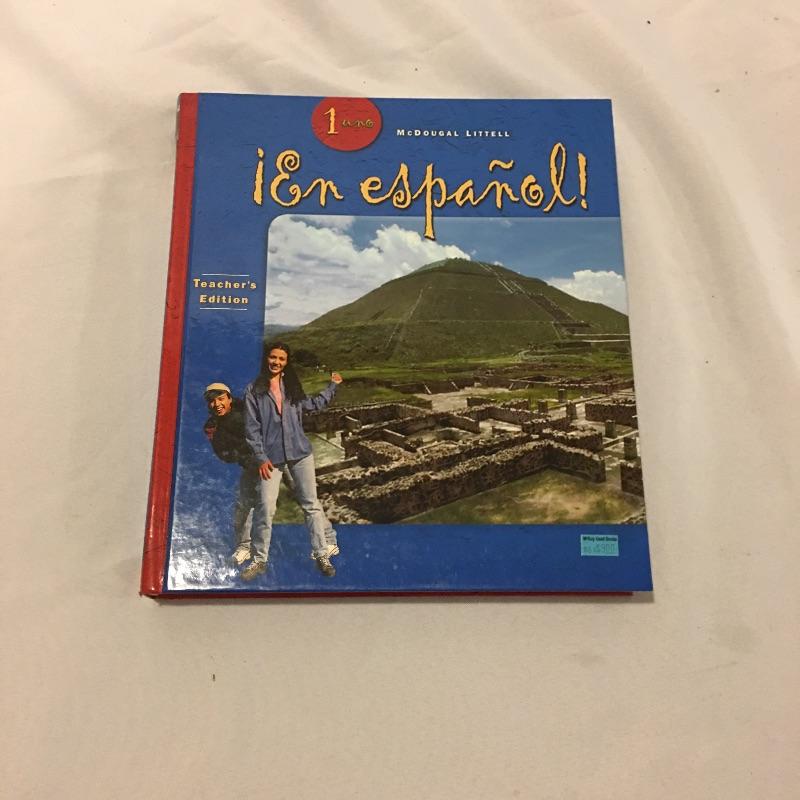 1 uno
McDougal Littell
¡En español!
Teacher's
Edition